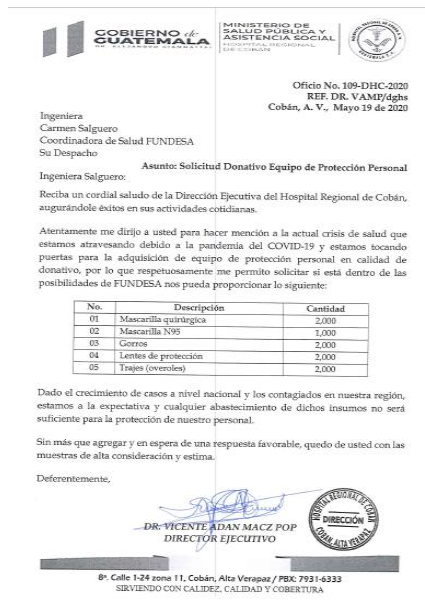 GOBIERNO de
GUATEMALA
DR. ALEJANDRO GIAMMATTEI
MINISTERIO DE
SALUD PÚBLICA Y
ASISTENCIA SOCIAL
HOSPITAL REGIONAL
DE COBÁN
Oficio No. 109-DHC-2020
REF. DR. VAMP/dghs
Cobán, A. V., Mayo 19 de 2020
Ingeniera
Carmen Salguero
Coordinadora de Salud FUNDESA
Su Despacho
Asunto: Solicitud Donativo Equipo de Protección Personal
Ingeniera Salguero:
Reciba un cordial saludo de la Dirección Ejecutiva del Hospital Regional de Cobán,
augurándole éxitos en sus actividades cotidianas.
Atentamente me dirijo a usted para hacer mención a la actual crisis de salud que
estamos atravesando debido a la pandemia del COVID-19 y estamos tocando
puertas para la adquisición de equipo de protección personal en calidad de
donativo, por lo que respetuosamente me permito solicitar si está dentro de las
posibilidades de FUNDESA nos pueda proporcionar lo siguiente:
No. Descripción Cantidad
01 Mascarilla quirúrgica 2,000
02 Mascarilla N95 1,000
03 Gorros 2,000
04 Lentes de protección 2,000
05 Trajes (overoles) 2,000
Dado el crecimiento de casos a nivel nacional y los contagiados en nuestra región,
estamos a la expectativa y cualquier abastecimiento de dichos insumos no será
suficiente para la protección de nuestro personal.
Sin más que agregar y en espera de una respuesta favorable, quedo de usted con las
muestras de alta consideración y estima.
Deferentemente,
DR. VICENTE ADAN MACZ POP
DIRECTOR EJECUTIVO
HOSPITAL REGIONAL DE COBAN
DIRECCIÓN
COBAN, ALTA VERAPAZ
8ª. Calle 1-24 zona 11, Cobán, Alta Verapaz / PBX: 7931-6333
SIRVIENDO CON CALIDEZ, CALIDAD Y COBERTURA